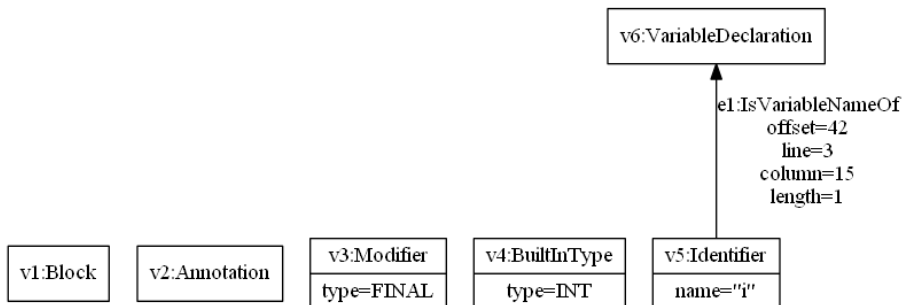 v6:VariableDeclaration
e1:IsVariableNameOf
offset=42
line=3
column=15
length=1
v1:Block
v2:Annotation
v3:Modifier
type=FINAL
v4:BuiltInType
type=INT
v5:Identifier
name="i"